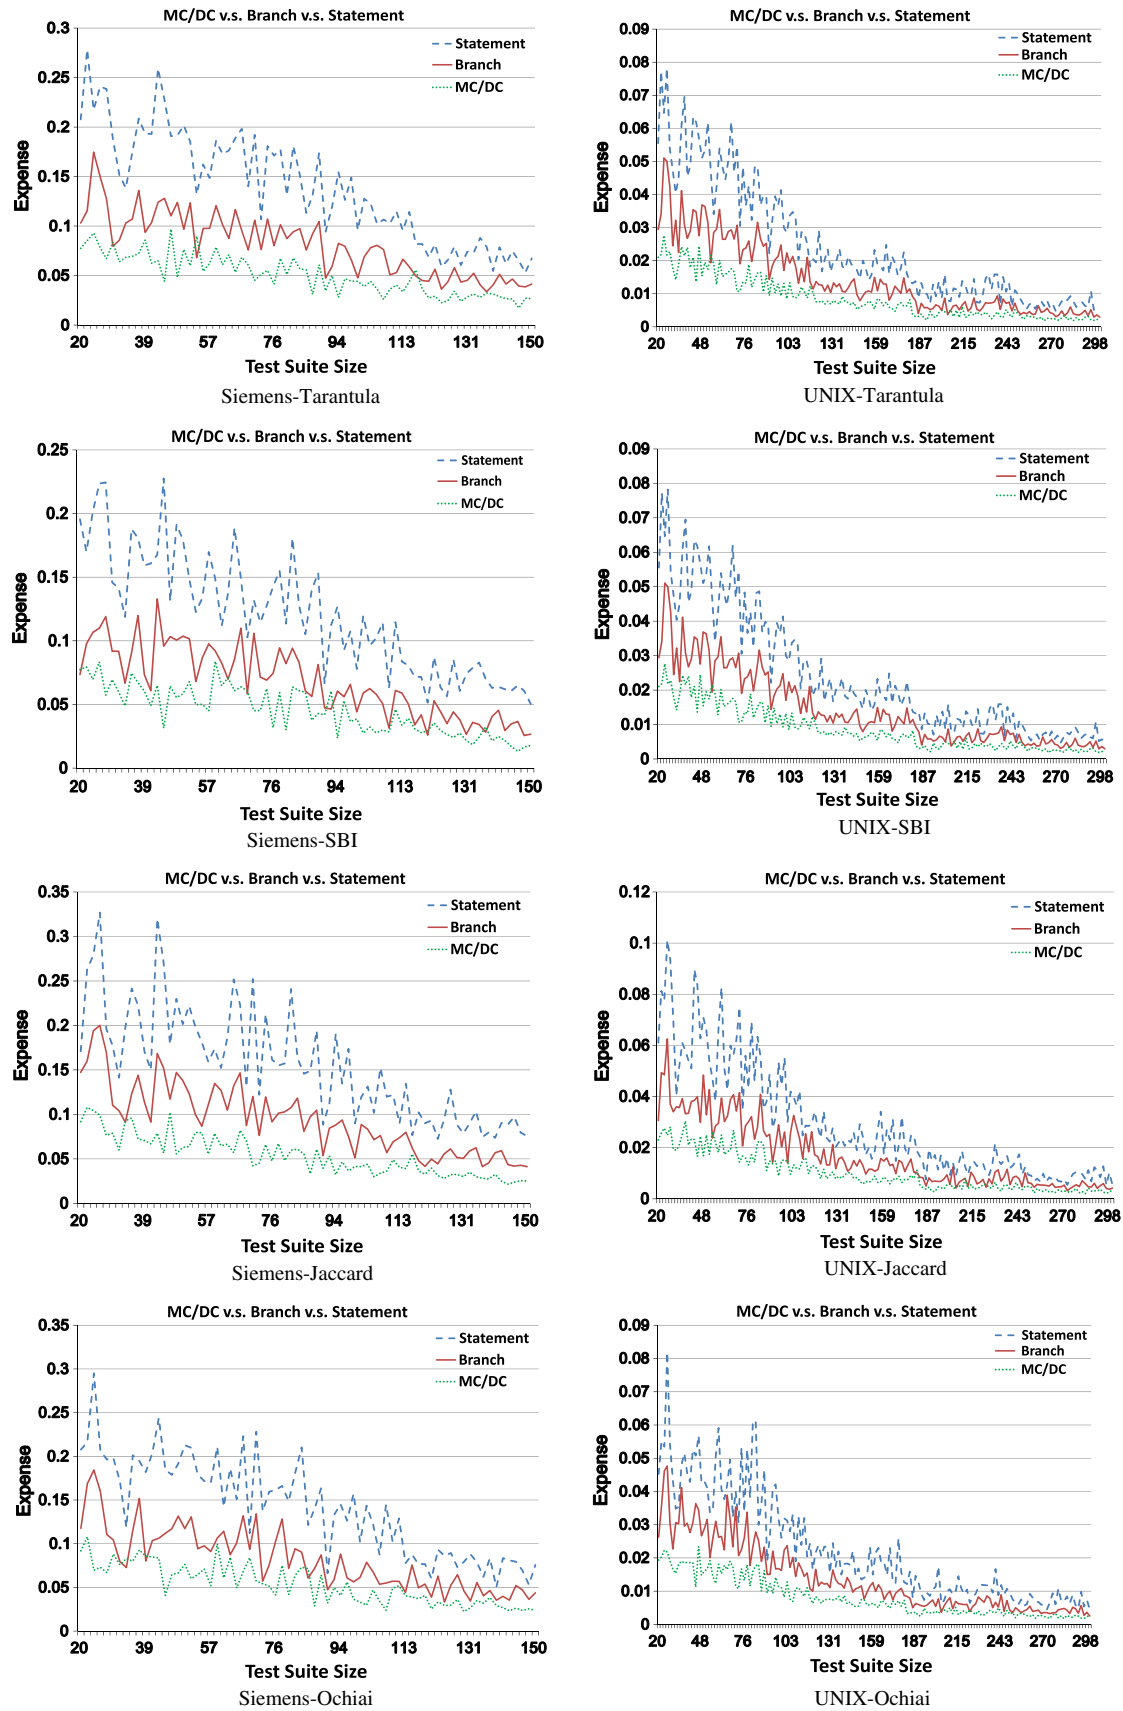 MC/DC v.s. Branch v.s. Statement
0.3
0.25
0.2
0.15
0.1
0.05
0
Expense
Statement
Branch
MC/DC
20 39 57 76 94 113 131 150
Test Suite Size
Siemens-Tarantula
MC/DC v.s. Branch v.s. Statement
0.09
0.08
0.07
0.06
0.05
0.04
0.03
0.02
0.01
0
Expense
Statement
Branch
MC/DC
20 48 76 103 131 159 187 215 243 270 298
Test Suite Size
UNIX-Tarantula
MC/DC v.s. Branch v.s. Statement
0.25
0.2
0.15
0.1
0.05
0
Expense
Statement
Branch
MC/DC
20 39 57 76 94 113 131 150
Test Suite Size
Siemens-SBI
MC/DC v.s. Branch v.s. Statement
0.09
0.08
0.07
0.06
0.05
0.04
0.03
0.02
0.01
0
Expense
Statement
Branch
MC/DC
20 48 76 103 131 159 187 215 243 270 298
Test Suite Size
UNIX-SBI
MC/DC v.s. Branch v.s. Statement
0.35
0.3
0.25
0.2
0.15
0.1
0.05
0
Expense
Statement
Branch
MC/DC
20 39 57 76 94 113 131 150
Test Suite Size
Siemens-Jaccard
MC/DC v.s. Branch v.s. Statement
0.12
0.1
0.08
0.06
0.04
0.02
0
Expense
Statement
Branch
MC/DC
20 48 76 103 131 159 187 215 243 270 298
Test Suite Size
UNIX-Jaccard
MC/DC v.s. Branch v.s. Statement
0.35
0.3
0.25
0.2
0.15
0.1
0.05
0
Expense
Statement
Branch
MC/DC
20 39 57 76 94 113 131 150
Test Suite Size
Siemens-Ochiai
MC/DC v.s. Branch v.s. Statement
0.09
0.08
0.07
0.06
0.05
0.04
0.03
0.02
0.01
0
Expense
Statement
Branch
MC/DC
20 48 76 103 131 159 187 215 243 270 298
Test Suite Size
UNIX-Ochiai